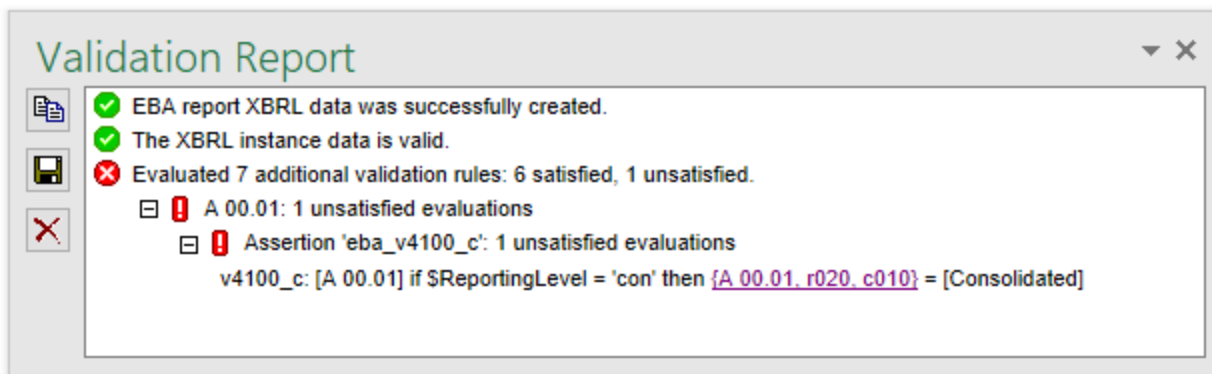 Validation Report
EBA report XBRL data was successfully created.
The XBRL instance data is valid.
Evaluated 7 additional validation rules: 6 satisfied, 1 unsatisfied.
A 00.01: 1 unsatisfied evaluations
Assertion 'eba_v4100_c': 1 unsatisfied evaluations
v4100_c: [A 00.01] if $ReportingLevel = 'con' then {A 00.01, r020, c010} = [Consolidated]